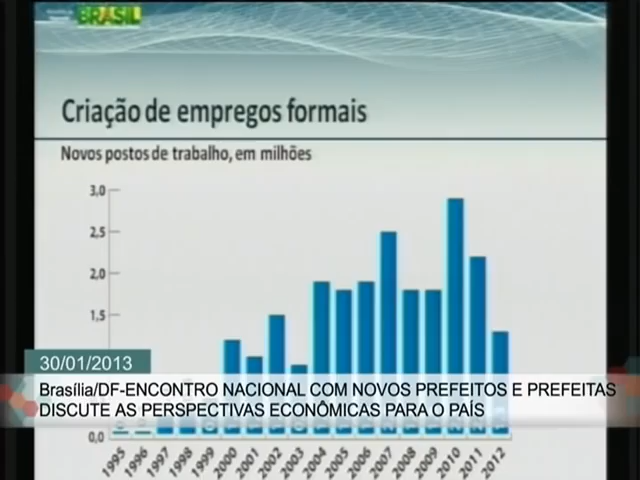 BRASIL
Criação de empregos formais
Novos postos de trabalho, em milhões
3,0
2,5
2,0
1,5
30/01/2013
Brasília/DF-ENCONTRO NACIONAL COM NOVOS PREFEITOS E PREFEITAS
DISCUTE AS PERSPECTIVAS ECONÔMICAS PARA O PAÍS
0,0
1995 1996 1997 1998 1999 2000 2001 2002 2003 2004 2005 2006 2007 2008 2009 2010 2011 2012